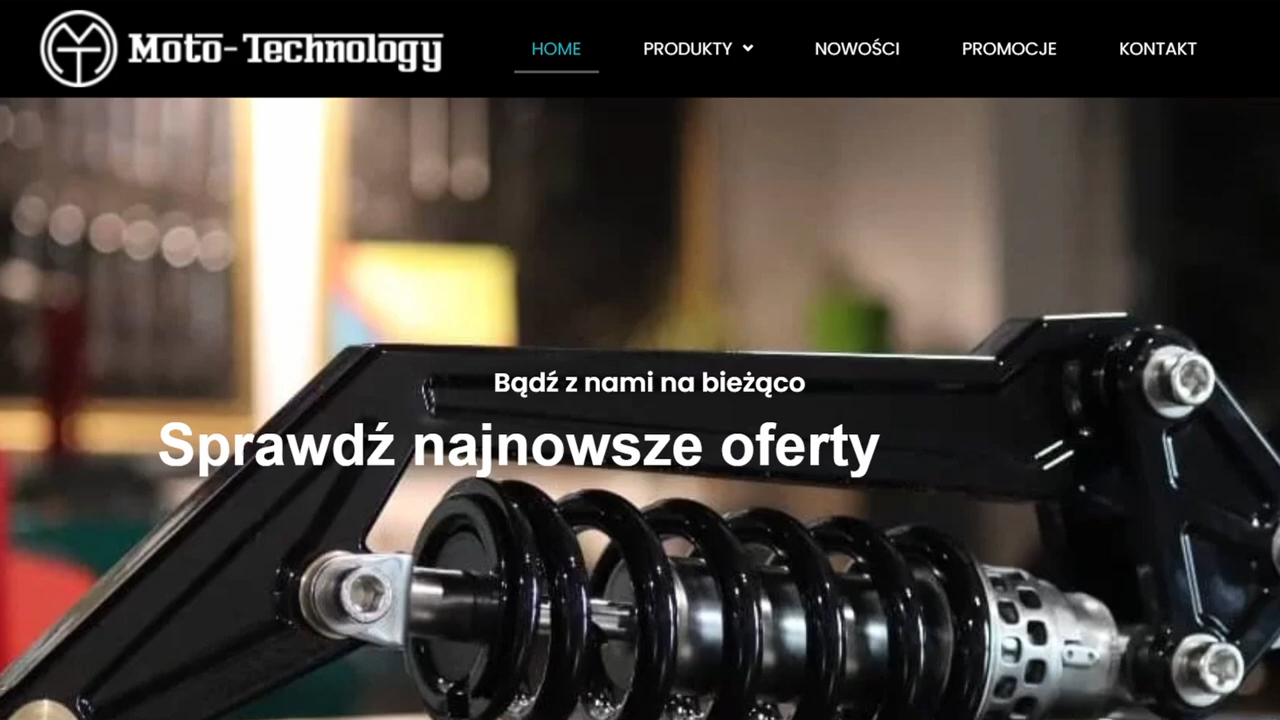 Moto-Technology
HOME PRODUKTY NOWOŚCI PROMOCJE KONTAKT
Bądź z nami na bieżąco
Sprawdź najnowsze oferty